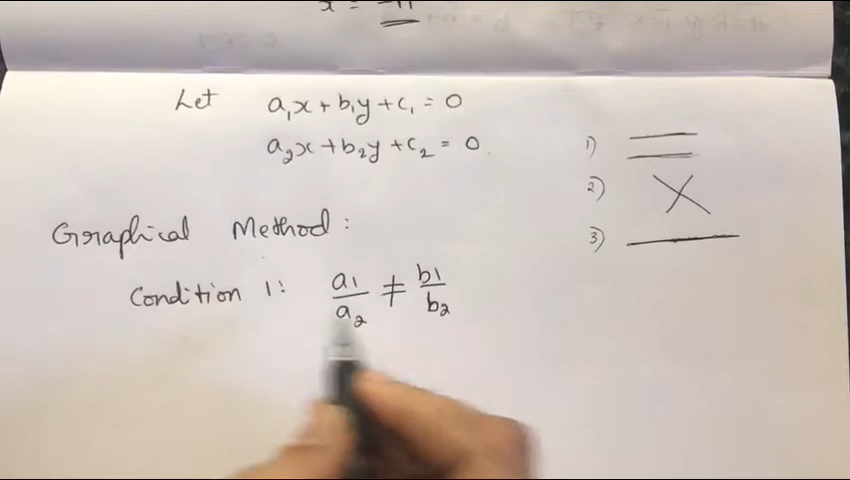 x =
Let a₁x + b₁y + c₁ = 0
a₂x + b₂y + c₂ = 0
1)
2)
3)
Graphical Method :
Condition 1: a1/a2 ≠ b1/b2